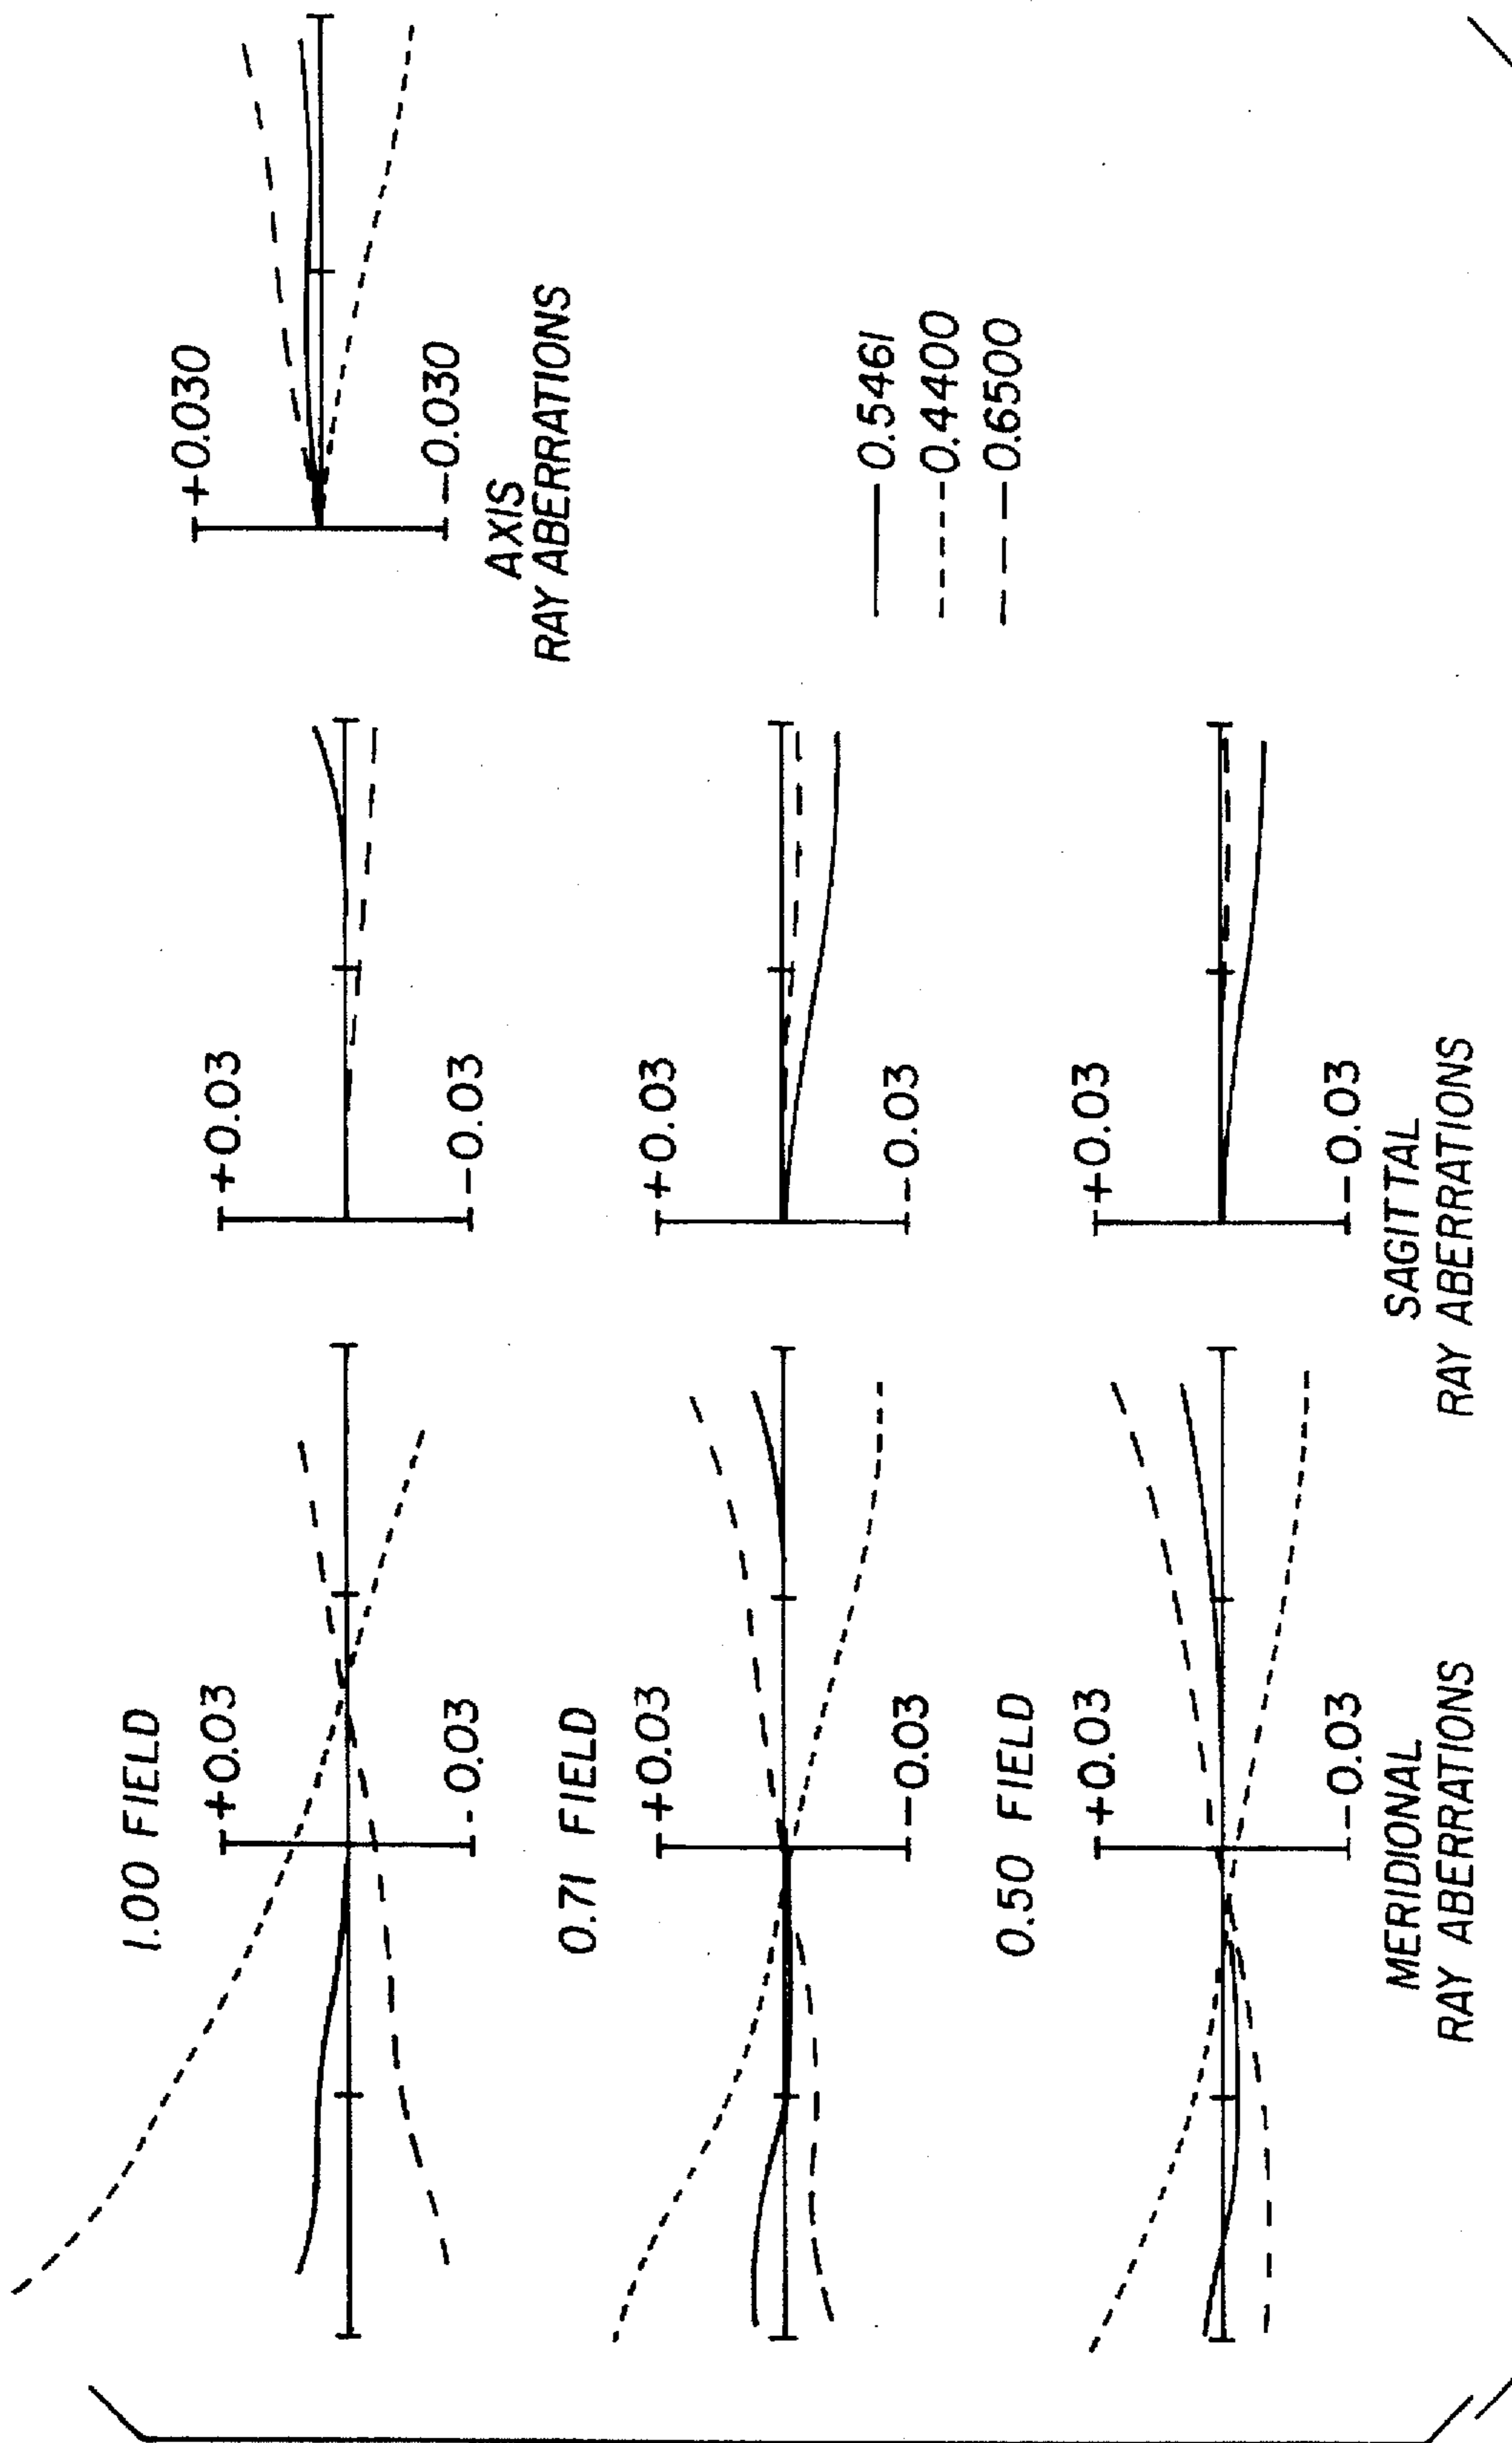 1.00 FIELD
+0.03
-0.03
+0.03
-0.03
+0.030
-0.030
AXIS
RAY ABERRATIONS
0.71 FIELD
+0.03
-0.03
+0.03
-0.03
0.5461
0.4400
0.6500
0.50 FIELD
+0.03
-0.03
+0.03
-0.03
MERIDIONAL
RAY ABERRATIONS
SAGITTAL
RAY ABERRATIONS